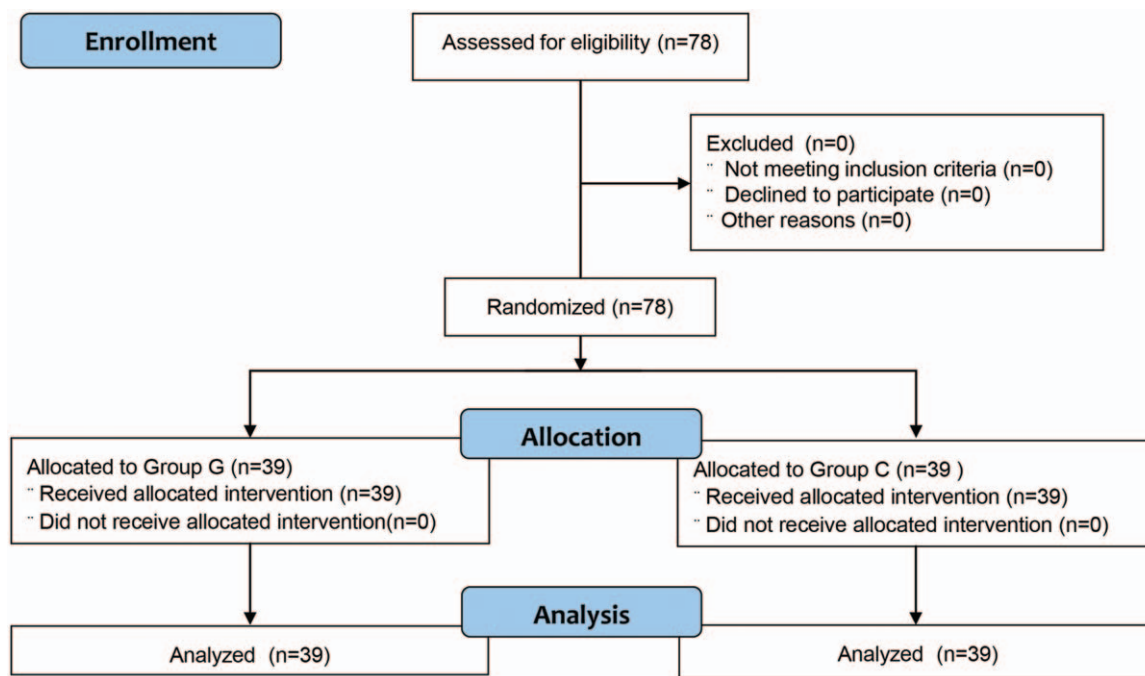 Enrollment
Assessed for eligibility (n=78)
Excluded (n=0)
¨ Not meeting inclusion criteria (n=0)
¨ Declined to participate (n=0)
¨ Other reasons (n=0)
Randomized (n=78)
Allocation
Allocated to Group G (n=39)
¨ Received allocated intervention (n=39)
¨ Did not receive allocated intervention(n=0)
Allocated to Group C (n=39 )
¨ Received allocated intervention (n=39)
¨ Did not receive allocated intervention (n=0)
Analysis
Analyzed (n=39)
Analyzed (n=39)